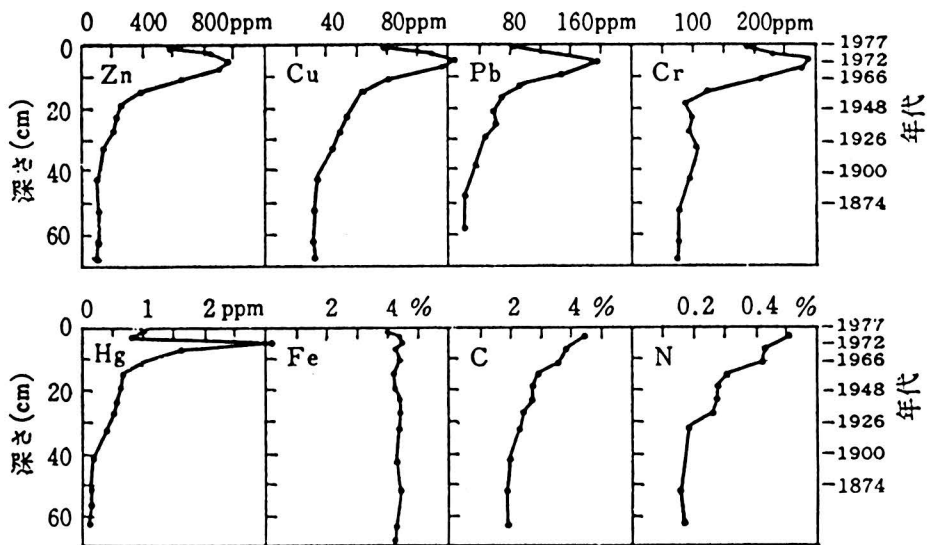 0 400 800ppm 0 40 80ppm 80 160ppm 100 200ppm
Zn Cu Pb Cr
深さ(cm)
0
20
40
60
-1977
-1972
-1966
-1948
-1926
-1900
-1874
年代
0 1 2ppm 2 4 % 2 4 % 0.2 0.4 %
Hg Fe C N
深さ(cm)
0
20
40
60
-1977
-1972
-1966
-1948
-1926
-1900
-1874
年代